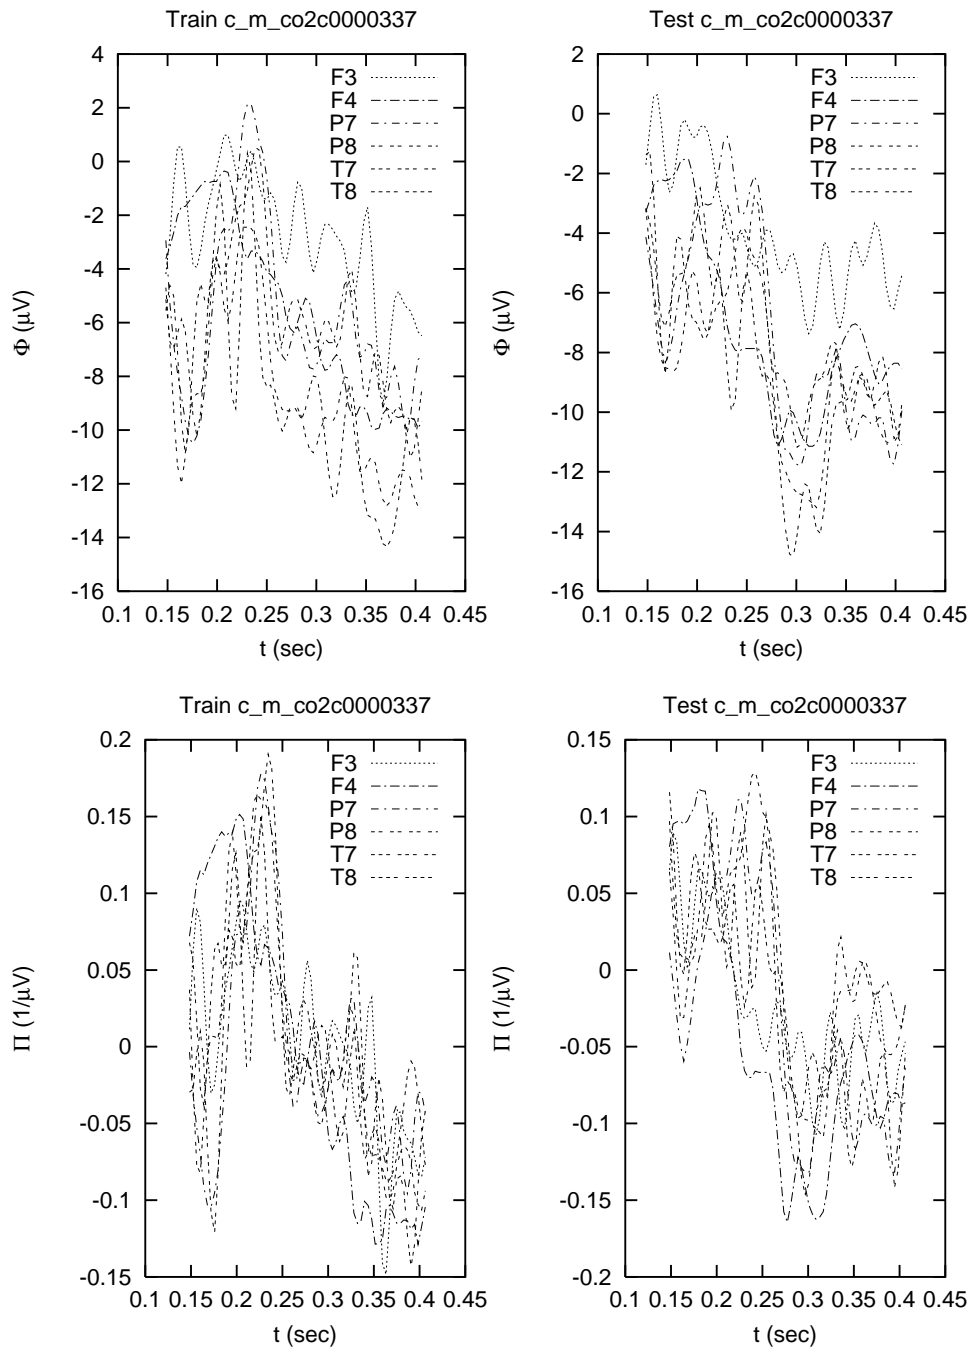 Train c_m_co2c0000337
4
2
0
-2
-4
-6
-8
-10
-12
-14
-16
Φ (μV)
0.1 0.15 0.2 0.25 0.3 0.35 0.4 0.45
t (sec)
F3
F4
P7
P8
T7
T8
Test c_m_co2c0000337
2
0
-2
-4
-6
-8
-10
-12
-14
-16
Φ (μV)
0.1 0.15 0.2 0.25 0.3 0.35 0.4 0.45
t (sec)
F3
F4
P7
P8
T7
T8
Train c_m_co2c0000337
0.2
0.15
0.1
0.05
0
-0.05
-0.1
-0.15
Π (1/μV)
0.1 0.15 0.2 0.25 0.3 0.35 0.4 0.45
t (sec)
F3
F4
P7
P8
T7
T8
Test c_m_co2c0000337
0.15
0.1
0.05
0
-0.05
-0.1
-0.15
-0.2
Π (1/μV)
0.1 0.15 0.2 0.25 0.3 0.35 0.4 0.45
t (sec)
F3
F4
P7
P8
T7
T8